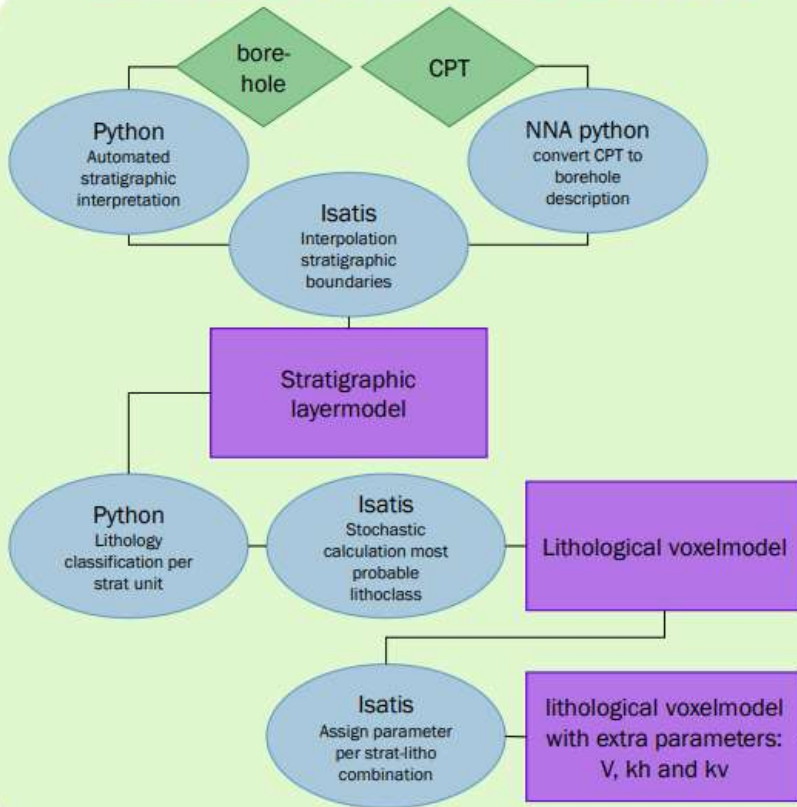 bore-
hole
CPT
Python
Automated
stratigraphic
interpretation
NNA python
convert CPT to
borehole
description
Isatis
Interpolation
stratigraphic
boundaries
Stratigraphic
layermodel
Python
Lithology
classification per
strat unit
Isatis
Stochastic
calculation most
probable
lithoclass
Lithological voxelmodel
Isatis
Assign parameter
per strat-litho
combination
lithological voxelmodel
with extra parameters:
V, kh and kv